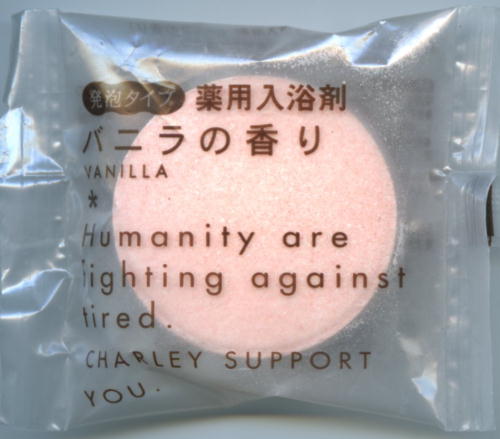 発泡タイプ 薬用入浴剤
バニラの香り
VANILLA
*
Humanity are
fighting against
tired.
CHARLEY SUPPORT
YOU.